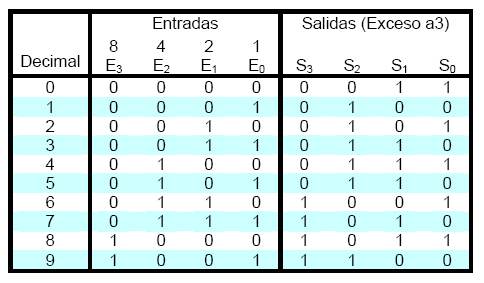 Entradas Salidas (Exceso a3)
8 4 2 1
Decimal E₃ E₂ E₁ E₀ S₃ S₂ S₁ S₀
0 0 0 0 0 0 0 1 1
1 0 0 0 1 0 1 0 0
2 0 0 1 0 0 1 0 1
3 0 0 1 1 0 1 1 0
4 0 1 0 0 0 1 1 1
5 0 1 0 1 0 1 1 0
6 0 1 1 0 1 0 0 1
7 0 1 1 1 1 0 1 0
8 1 0 0 0 1 0 1 1
9 1 0 0 1 1 1 0 0